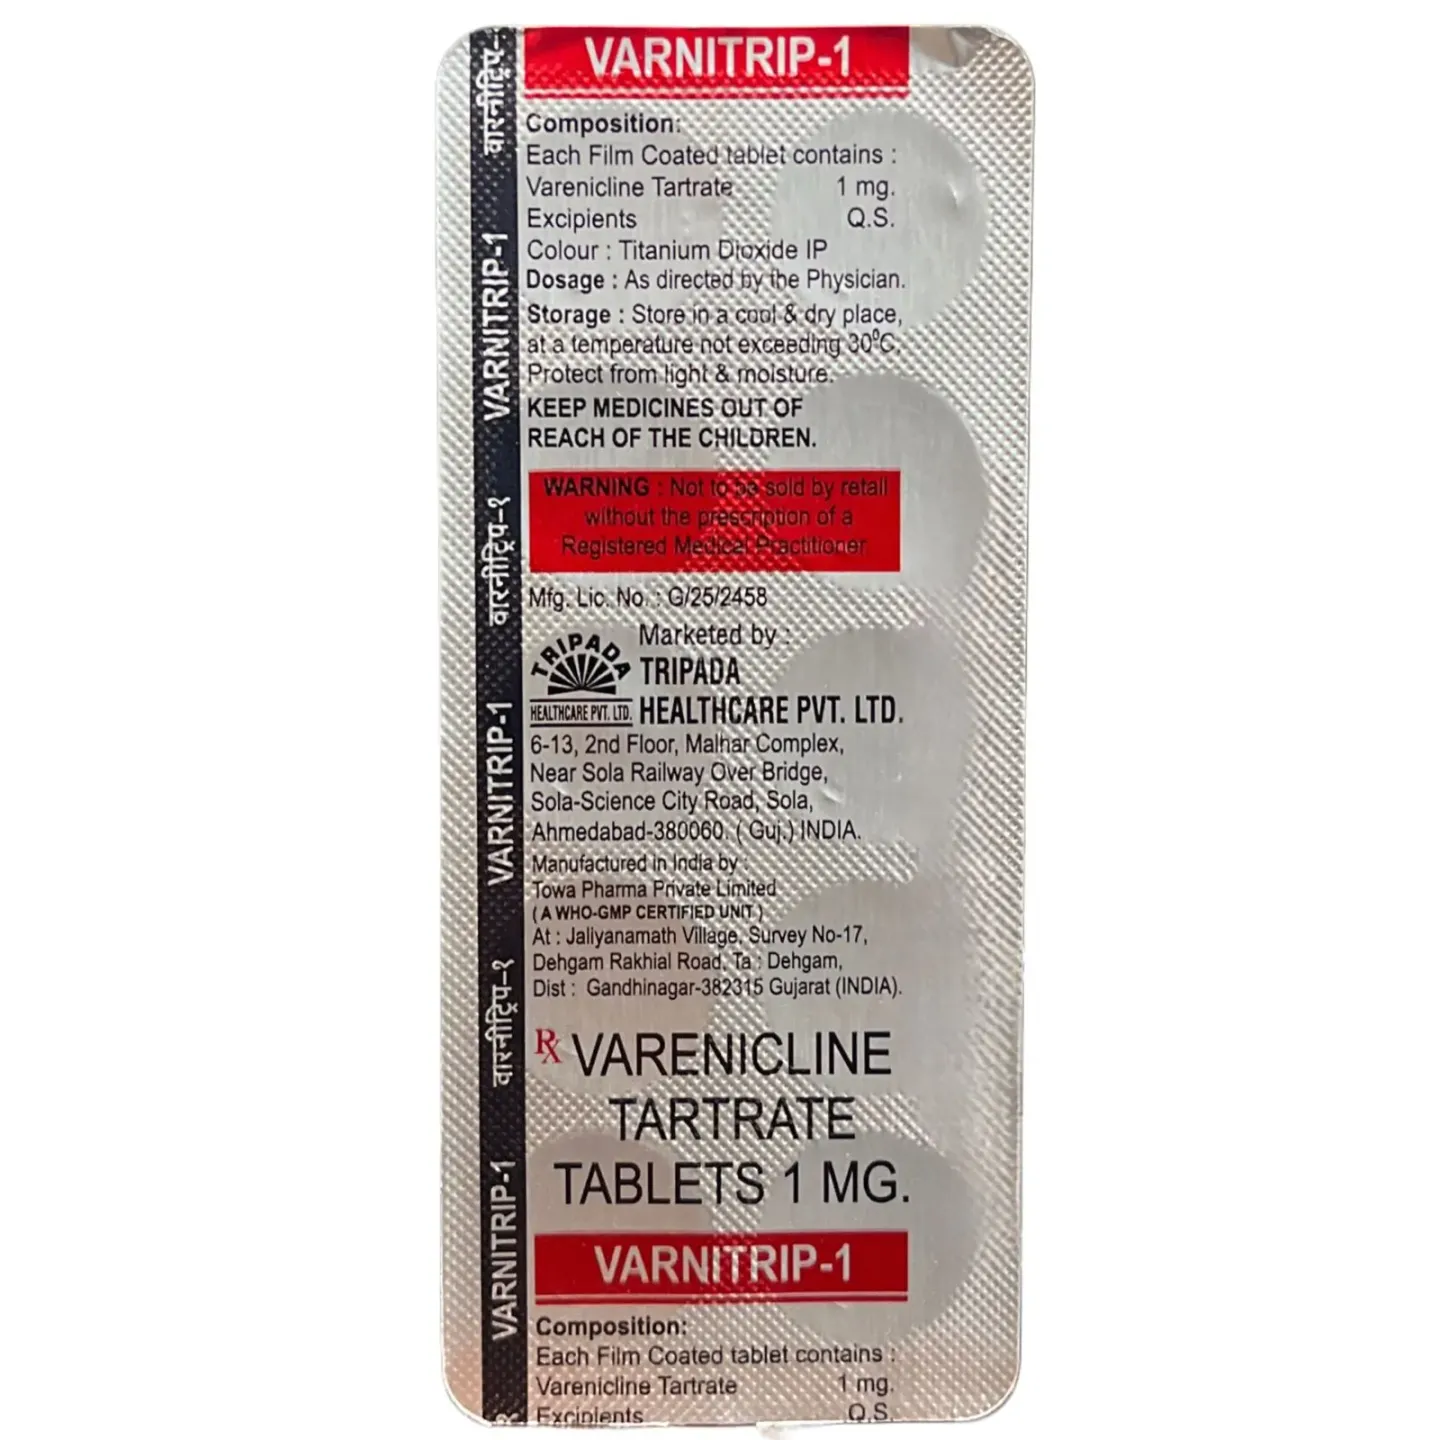 VARNITRIP-1
Composition:
Each Film Coated tablet contains :
Varenicline Tartrate 1 mg.
Excipients Q.S.
Colour : Titanium Dioxide IP
Dosage : As directed by the Physician.
Storage : Store in a cool & dry place,
at a temperature not exceeding 30⁰C.
Protect from light & moisture.
KEEP MEDICINES OUT OF
REACH OF THE CHILDREN.
WARNING : Not to be sold by retail
without the prescription of a
Registered Medical Practitioner
Mfg. Lic. No. : G/25/2458
Marketed by :
TRIPADA
HEALTHCARE PVT. LTD.
TRIPADA
HEALTHCARE PVT. LTD.
6-13, 2nd Floor, Malhar Complex,
Near Sola Railway Over Bridge,
Sola-Science City Road, Sola,
Ahmedabad-380060. ( Guj.) INDIA.
Manufactured in India by :
Towa Pharma Private Limited
( A WHO-GMP CERTIFIED UNIT )
At : Jaliyanamath Village, Survey No-17,
Dehgam Rakhial Road, Ta : Dehgam,
Dist : Gandhinagar-382315 Gujarat (INDIA).
Rx VARENICLINE
TARTRATE
TABLETS 1 MG.
VARNITRIP-1
Composition:
Each Film Coated tablet contains :
Varenicline Tartrate 1 mg.
Excipients Q.S.
वारनीट्रिप-
VARNITRIP-1
वारनीट्रिप-१
VARNITRIP-1
वारनीट्रिप-१
VARNITRIP-1